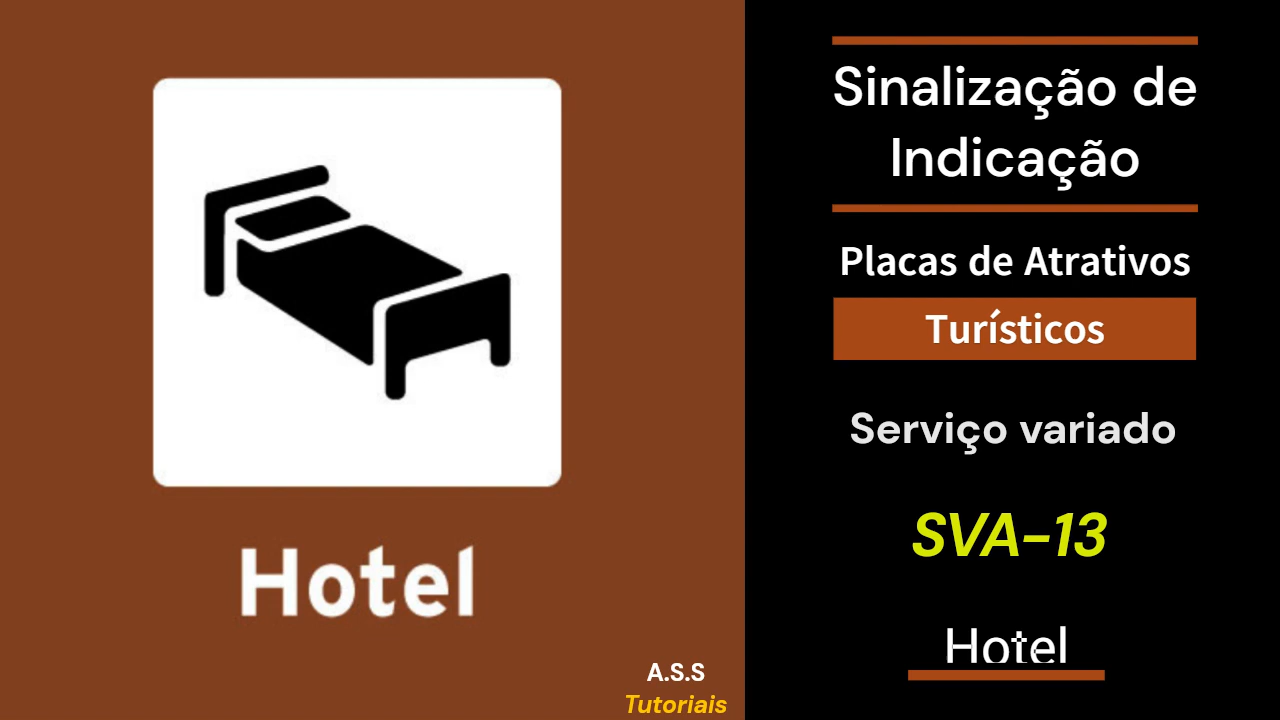 Hotel
A.S.S
Tutoriais
Sinalização de
Indicação
Placas de Atrativos
Turísticos
Serviço variado
SVA-13
Hotel